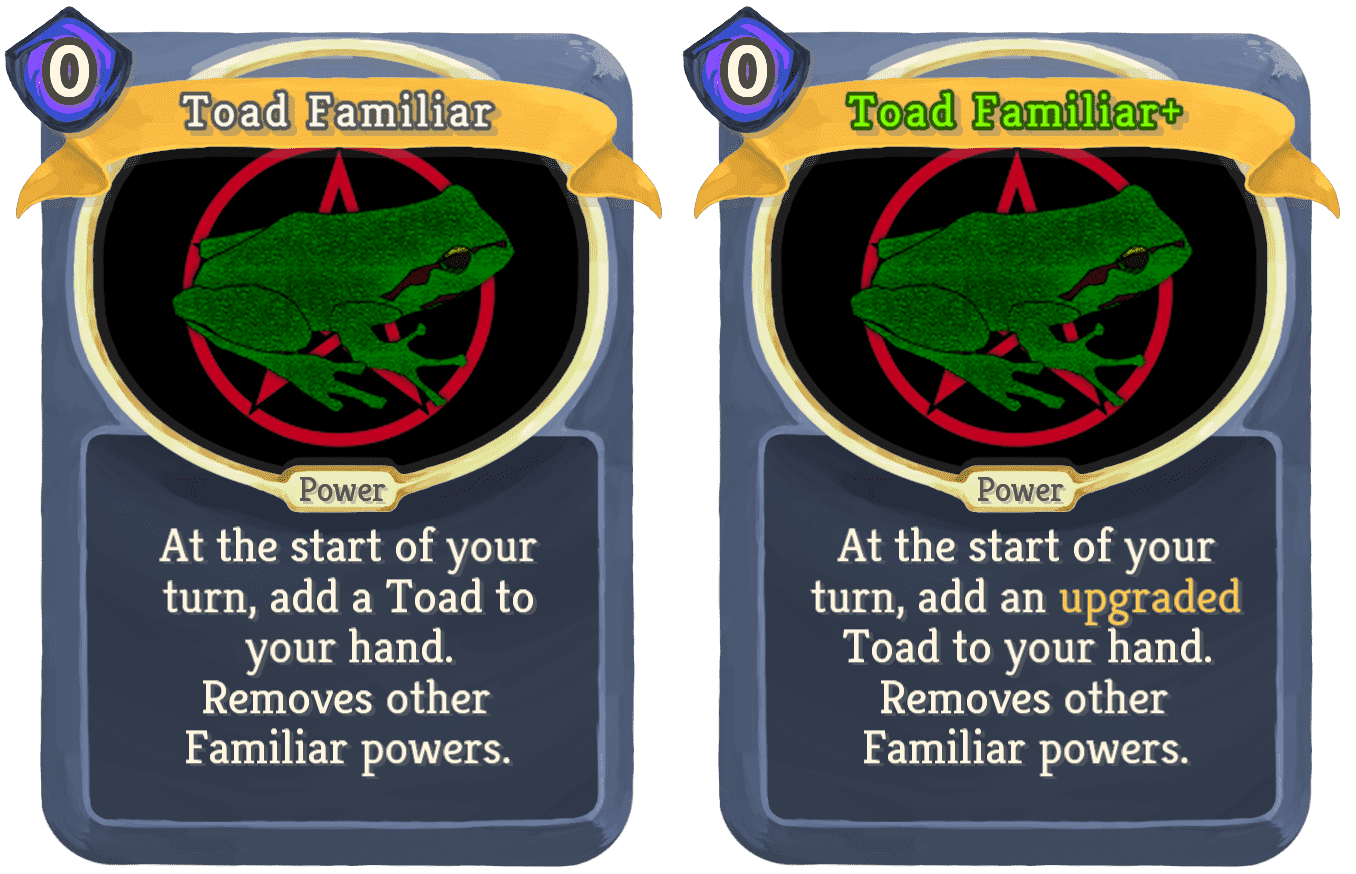 0
Toad Familiar
Power
At the start of your
turn, add a Toad to
your hand.
Removes other
Familiar powers.
0
Toad Familiar+
Power
At the start of your
turn, add an upgraded
Toad to your hand.
Removes other
Familiar powers.